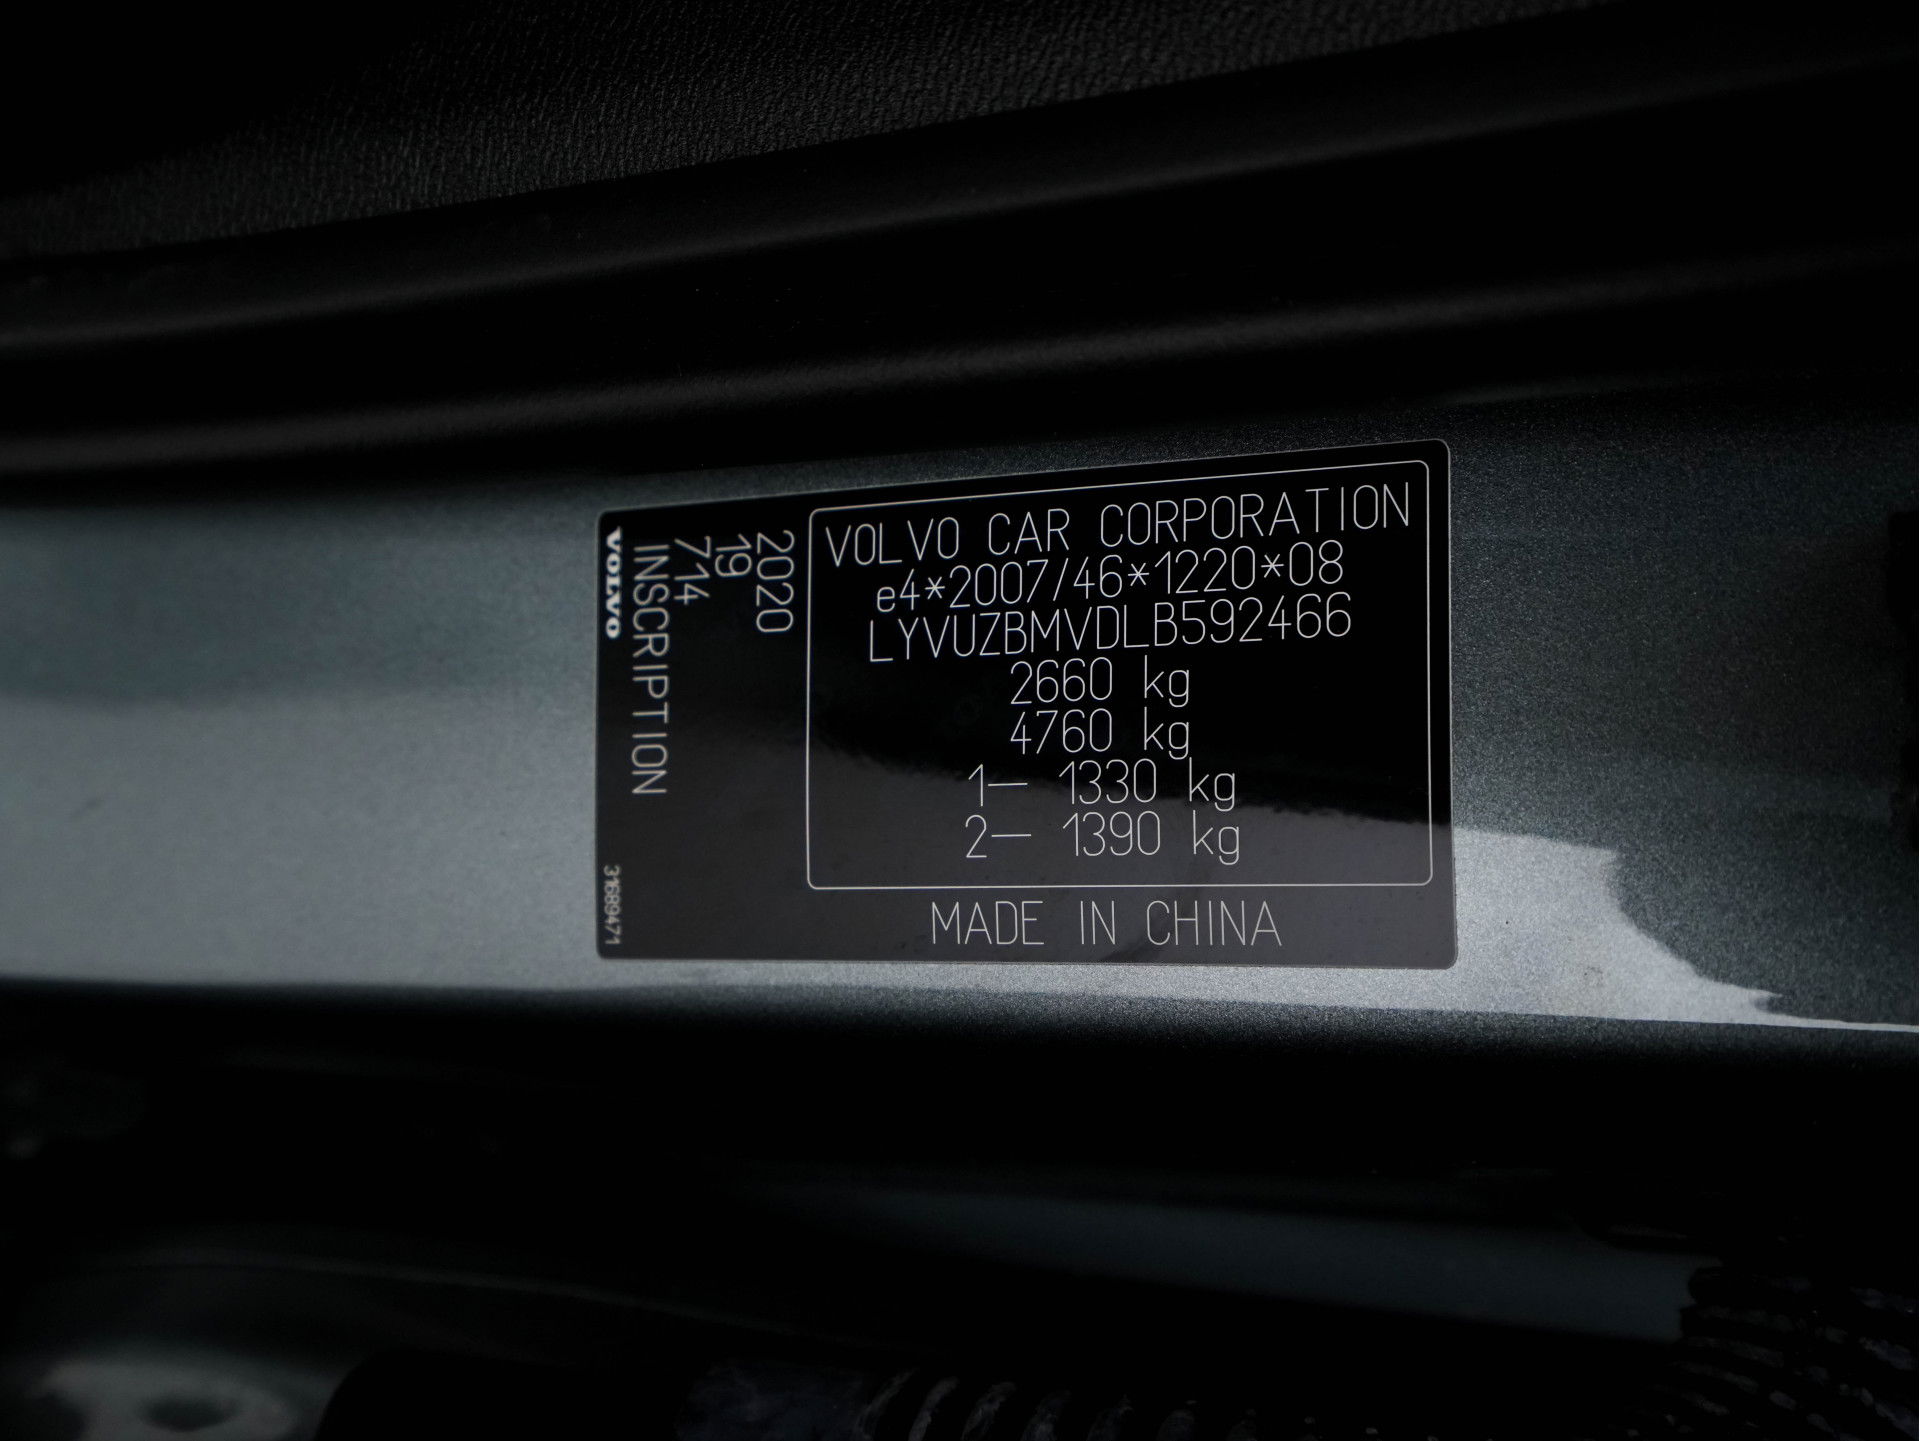 VOLVO CAR CORPORATION
e4*2007/46*1220*08
LYVUZBMVDLB592466
2660 kg
4760 kg
1— 1330 kg
2— 1390 kg
MADE IN CHINA
2020
19
714
INSCRIPTION
VOLVO
31689471